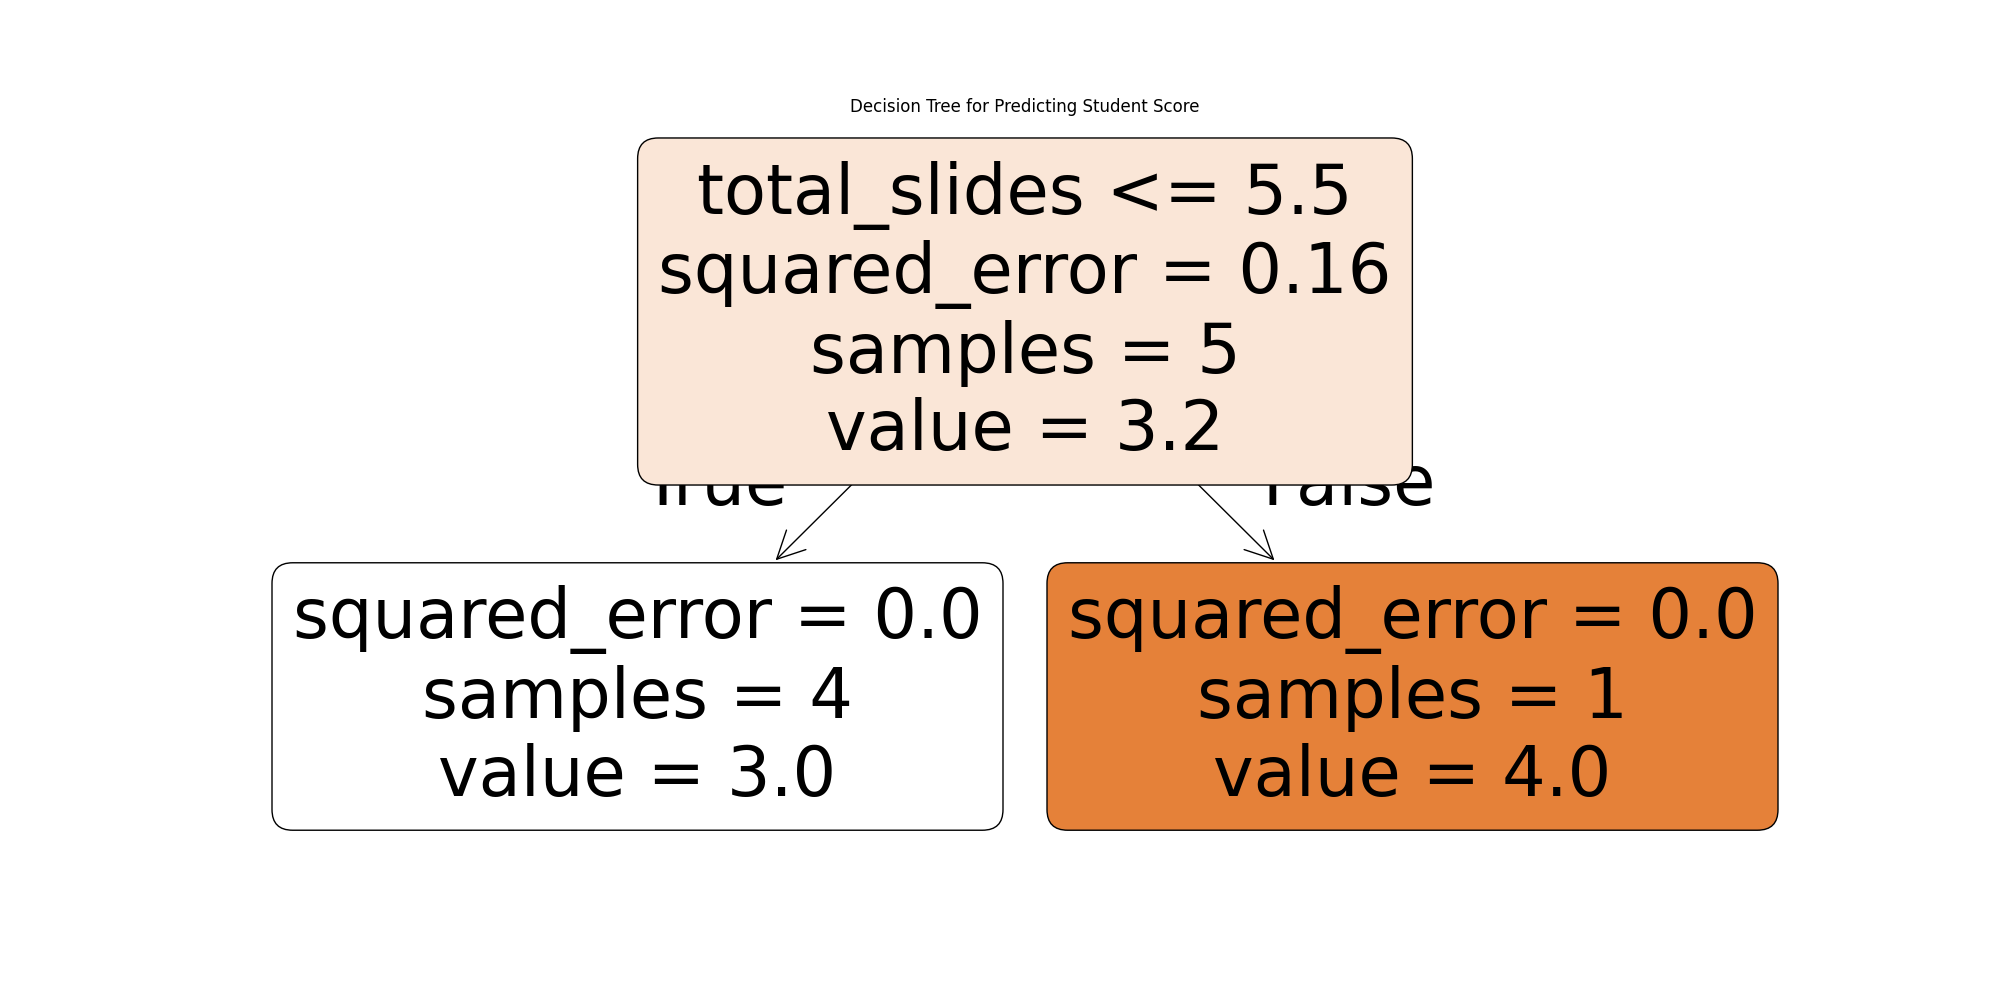 Decision Tree for Predicting Student Score
total_slides <= 5.5
squared_error = 0.16
samples = 5
value = 3.2
True
False
squared_error = 0.0
samples = 4
value = 3.0
squared_error = 0.0
samples = 1
value = 4.0